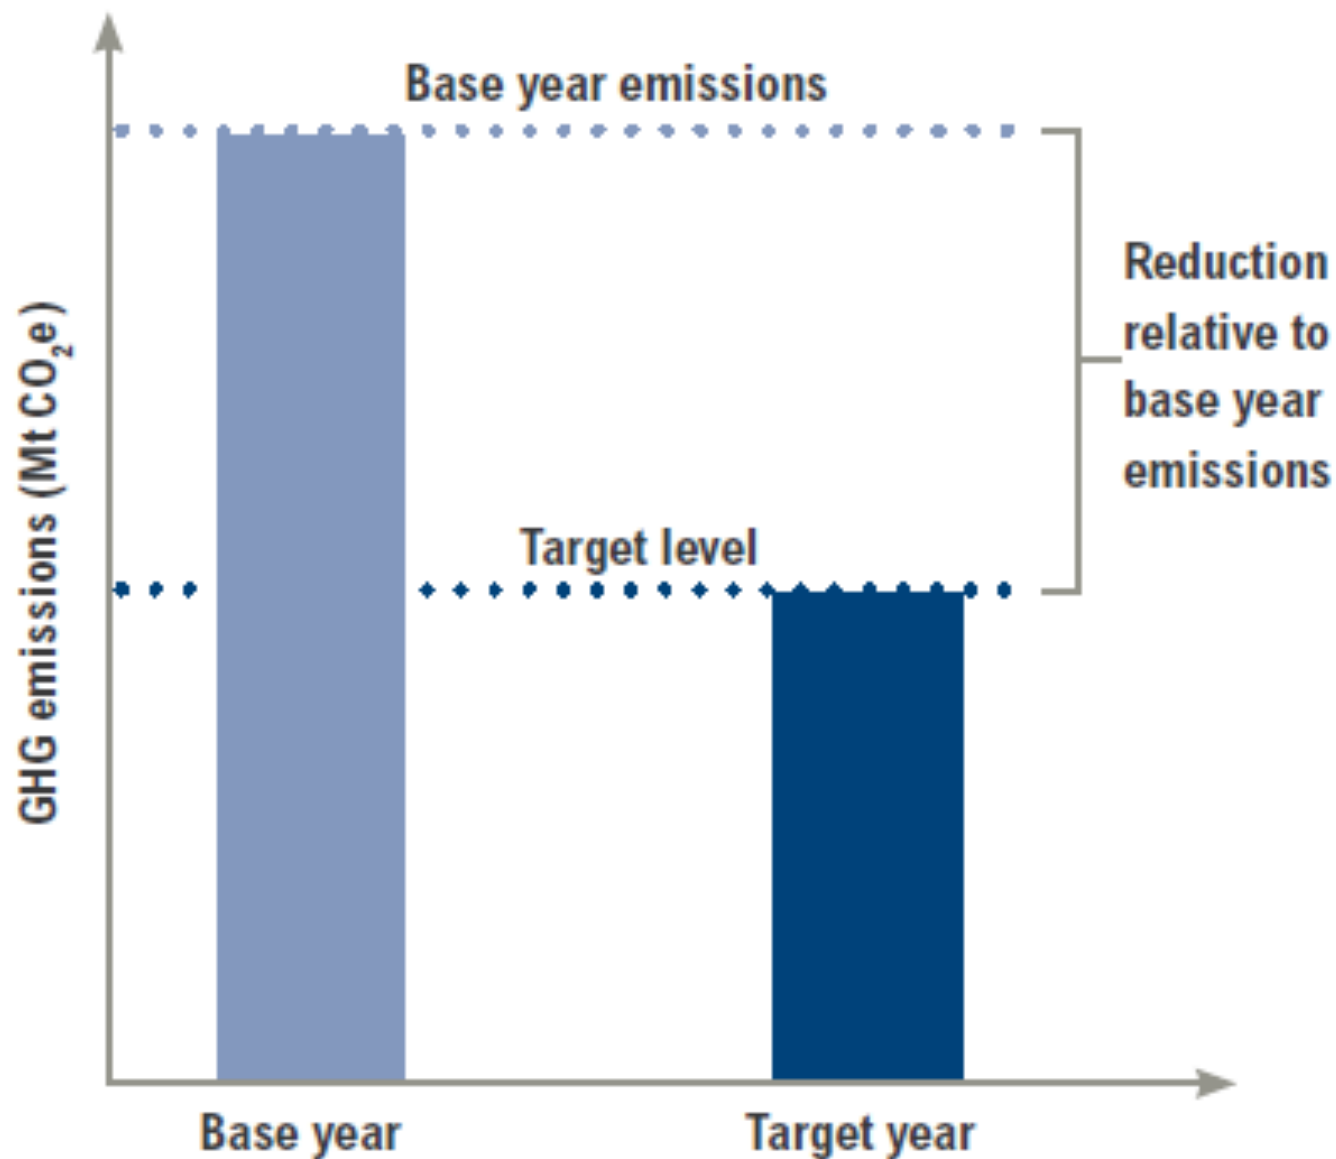 Base year emissions
Reduction
relative to
base year
emissions
Target level
GHG emissions (Mt CO₂e)
Base year
Target year